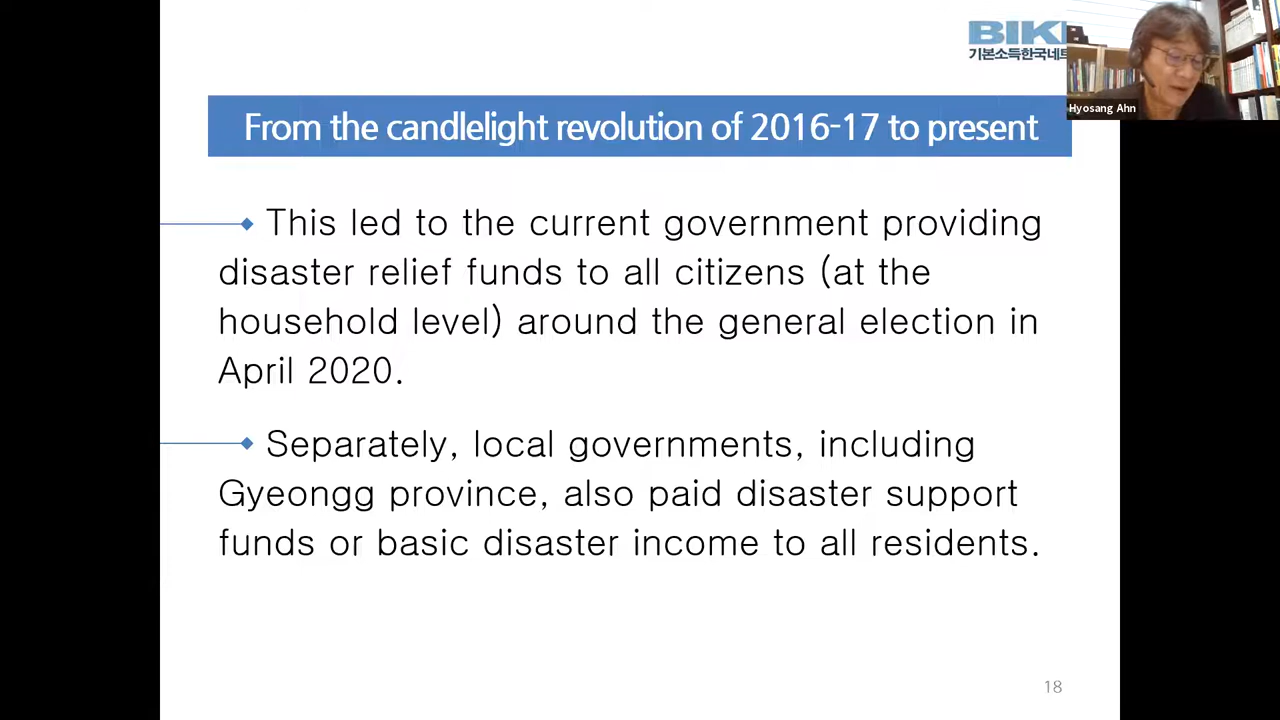 BIK
기본소득한국네트
Hyosang Ahn
From the candlelight revolution of 2016-17 to present
This led to the current government providing
disaster relief funds to all citizens (at the
household level) around the general election in
April 2020.
Separately, local governments, including
Gyeongg province, also paid disaster support
funds or basic disaster income to all residents.
18